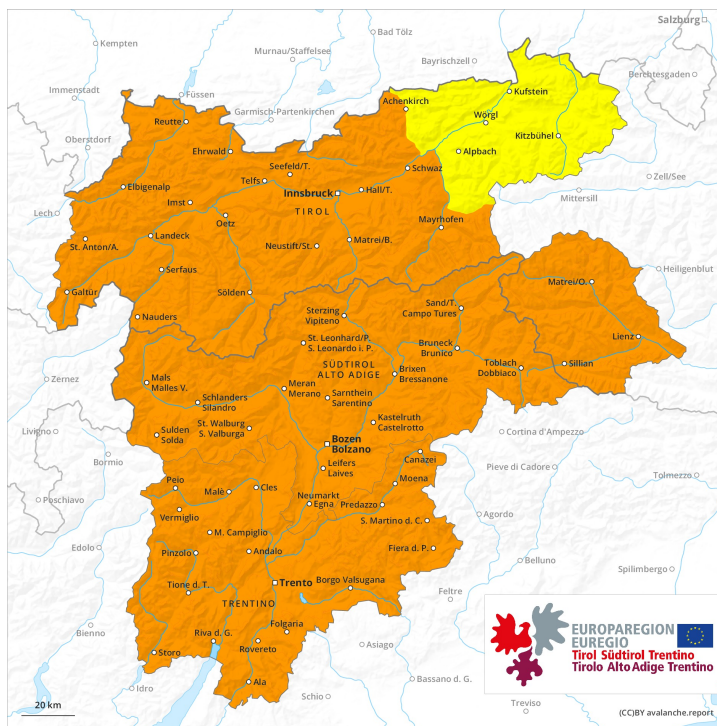 Salzburg
Kempten
Bad Tölz
Murnau/Staffelsee
Bayrischzell
Berchtesgaden
Immenstadt
Füssen
Kufstein
Achenkirch
Garmisch-Partenkirchen
Reutte
Wörgl
Kitzbühel
Oberstdorf
Ehrwald
Alpbach
Seefeld/T.
Schwaz
Zell/See
Telfs
Elbigenalp
Innsbruck
Hall/T.
Mittersill
Imst
Lech
TIROL
Oetz
Mayrhofen
St. Anton/A.
Landeck
Neustift/St.
Matrei/B.
Serfaus
Heiligenblut
Galtür
Sölden
Matrei/O.
Nauders
Sterzing
Vipiteno
Sand/T.
Campo Tures
Lienz
St. Leonhard/P.
S. Leonardo i. P.
Bruneck
Brunico
SÜDTIROL
ALTO ADIGE
Toblach
Dobbiaco
Sillian
Brixen
Bressanone
Zernez
Mals
Malles V.
Meran
Merano
Sarnthein
Sarentino
Schlanders
Silandro
Kastelruth
Castelrotto
St. Walburg
S. Valburga
Livigno
Sulden
Solda
Bozen
Bolzano
Cortina d'Ampezzo
Bormio
Canazei
Leifers
Laives
Pieve di Cadore
Tolmezzo
Peio
Moena
Poschiavo
Malè
Cles
Neumarkt
Egna
Predazzo
Vermiglio
Agordo
S. Martino d. C.
M. Campiglio
Edolo
Pinzolo
Andalo
Fiera d. P.
Belluno
Spilimbergo
Tione d. T.
Trento
Borgo Valsugana
Feltre
TRENTINO
Folgaria
Bienno
Riva d. G.
Rovereto
Asiago
Storo
Bassano d. G.
Ala
Idro
Schio
Treviso
EUROPAREGION
EUREGIO
Tirol Südtirol Trentino
Tirolo Alto Adige Trentino
20 km
(CC)BY avalanche.report